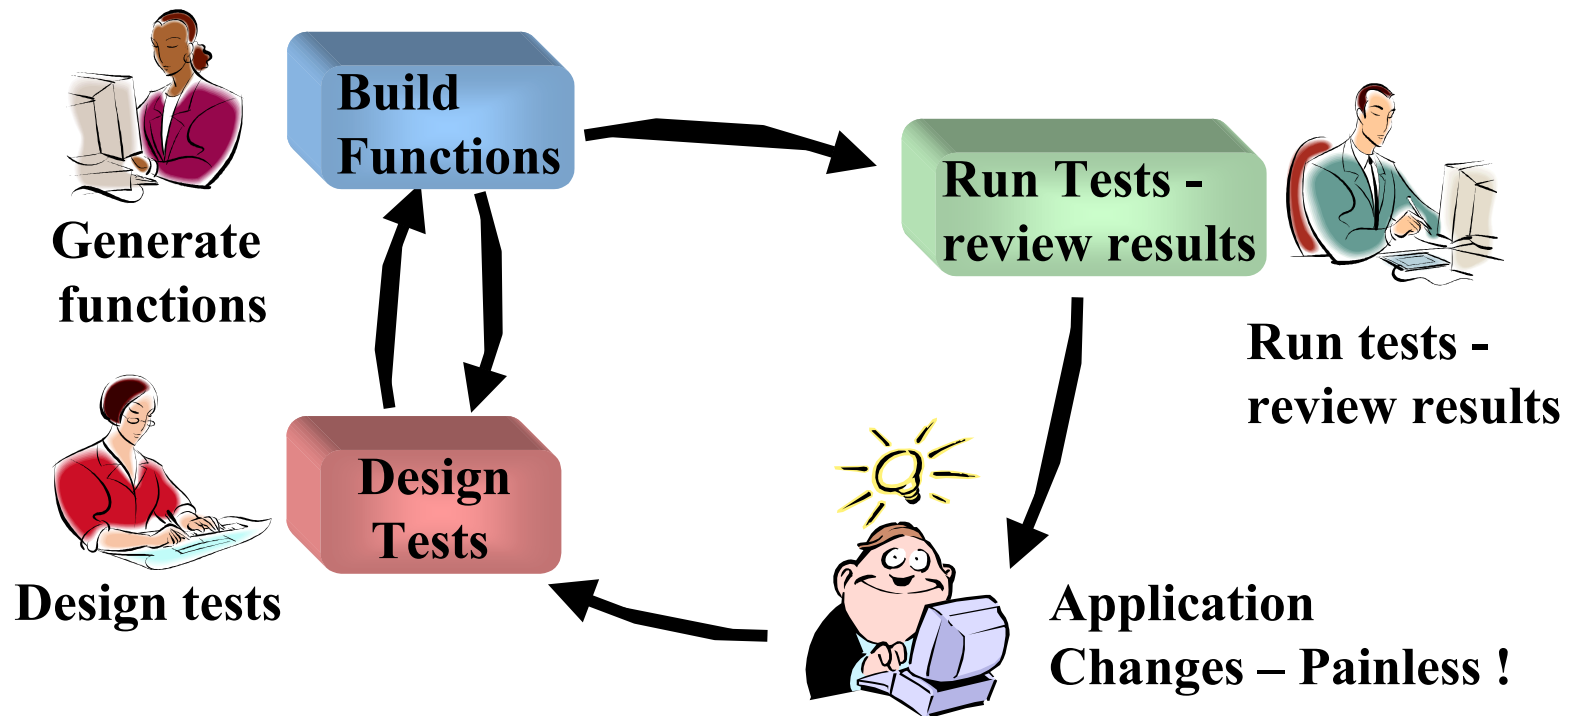 Build
Functions
Generate
functions
Run Tests -
review results
Run tests -
review results
Design
Tests
Design tests
Application
Changes – Painless !